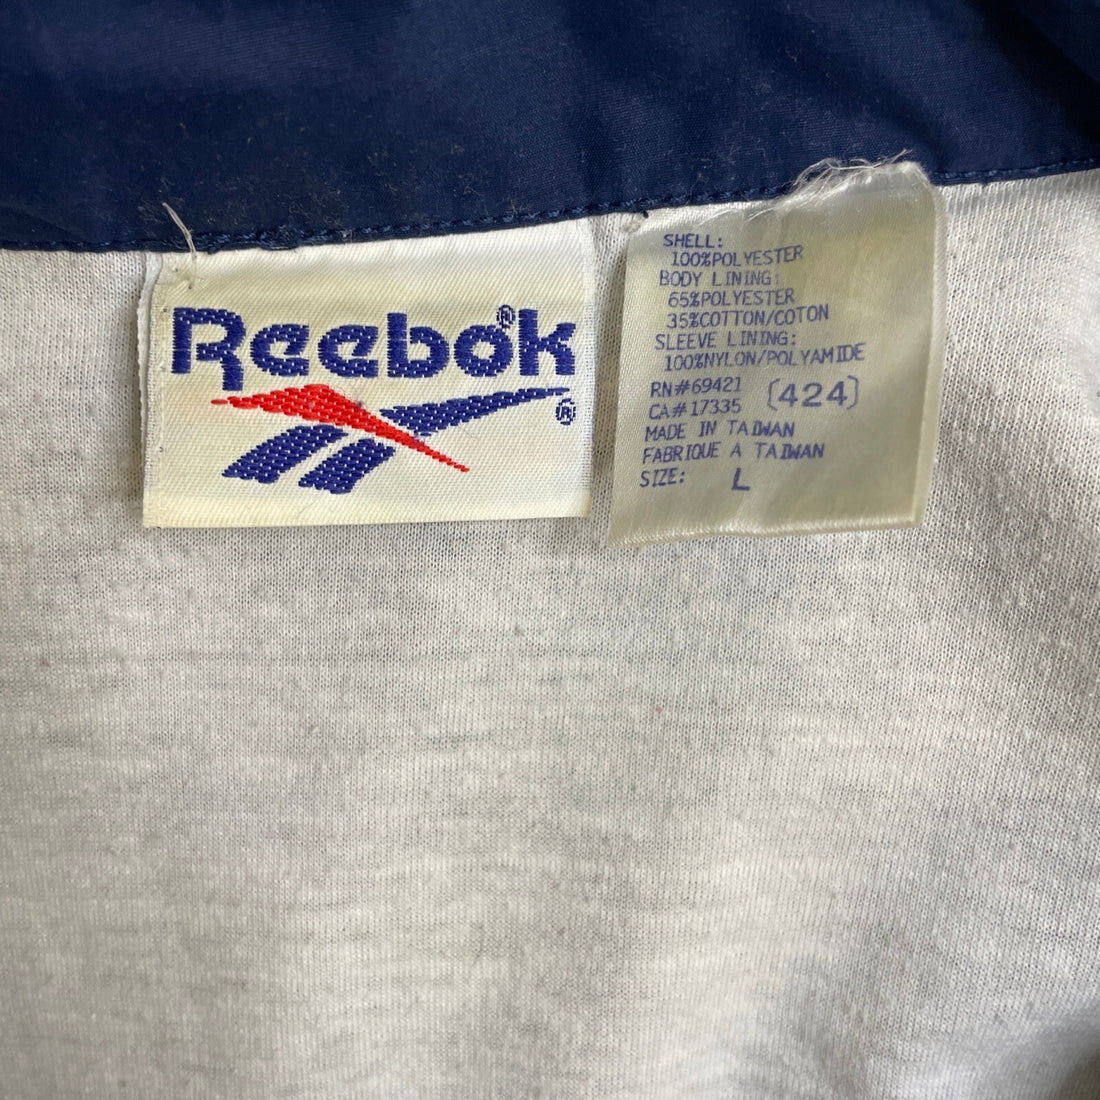 Reebok®
®
SHELL:
100%POLYESTER
BODY LINING:
65%POLYESTER
35%COTTON/COTON
SLEEVE LINING:
100%NYLON/POLYAMIDE
RN#69421
CA#17335 (424)
MADE IN TAIWAN
FABRIQUE A TAIWAN
SIZE: L